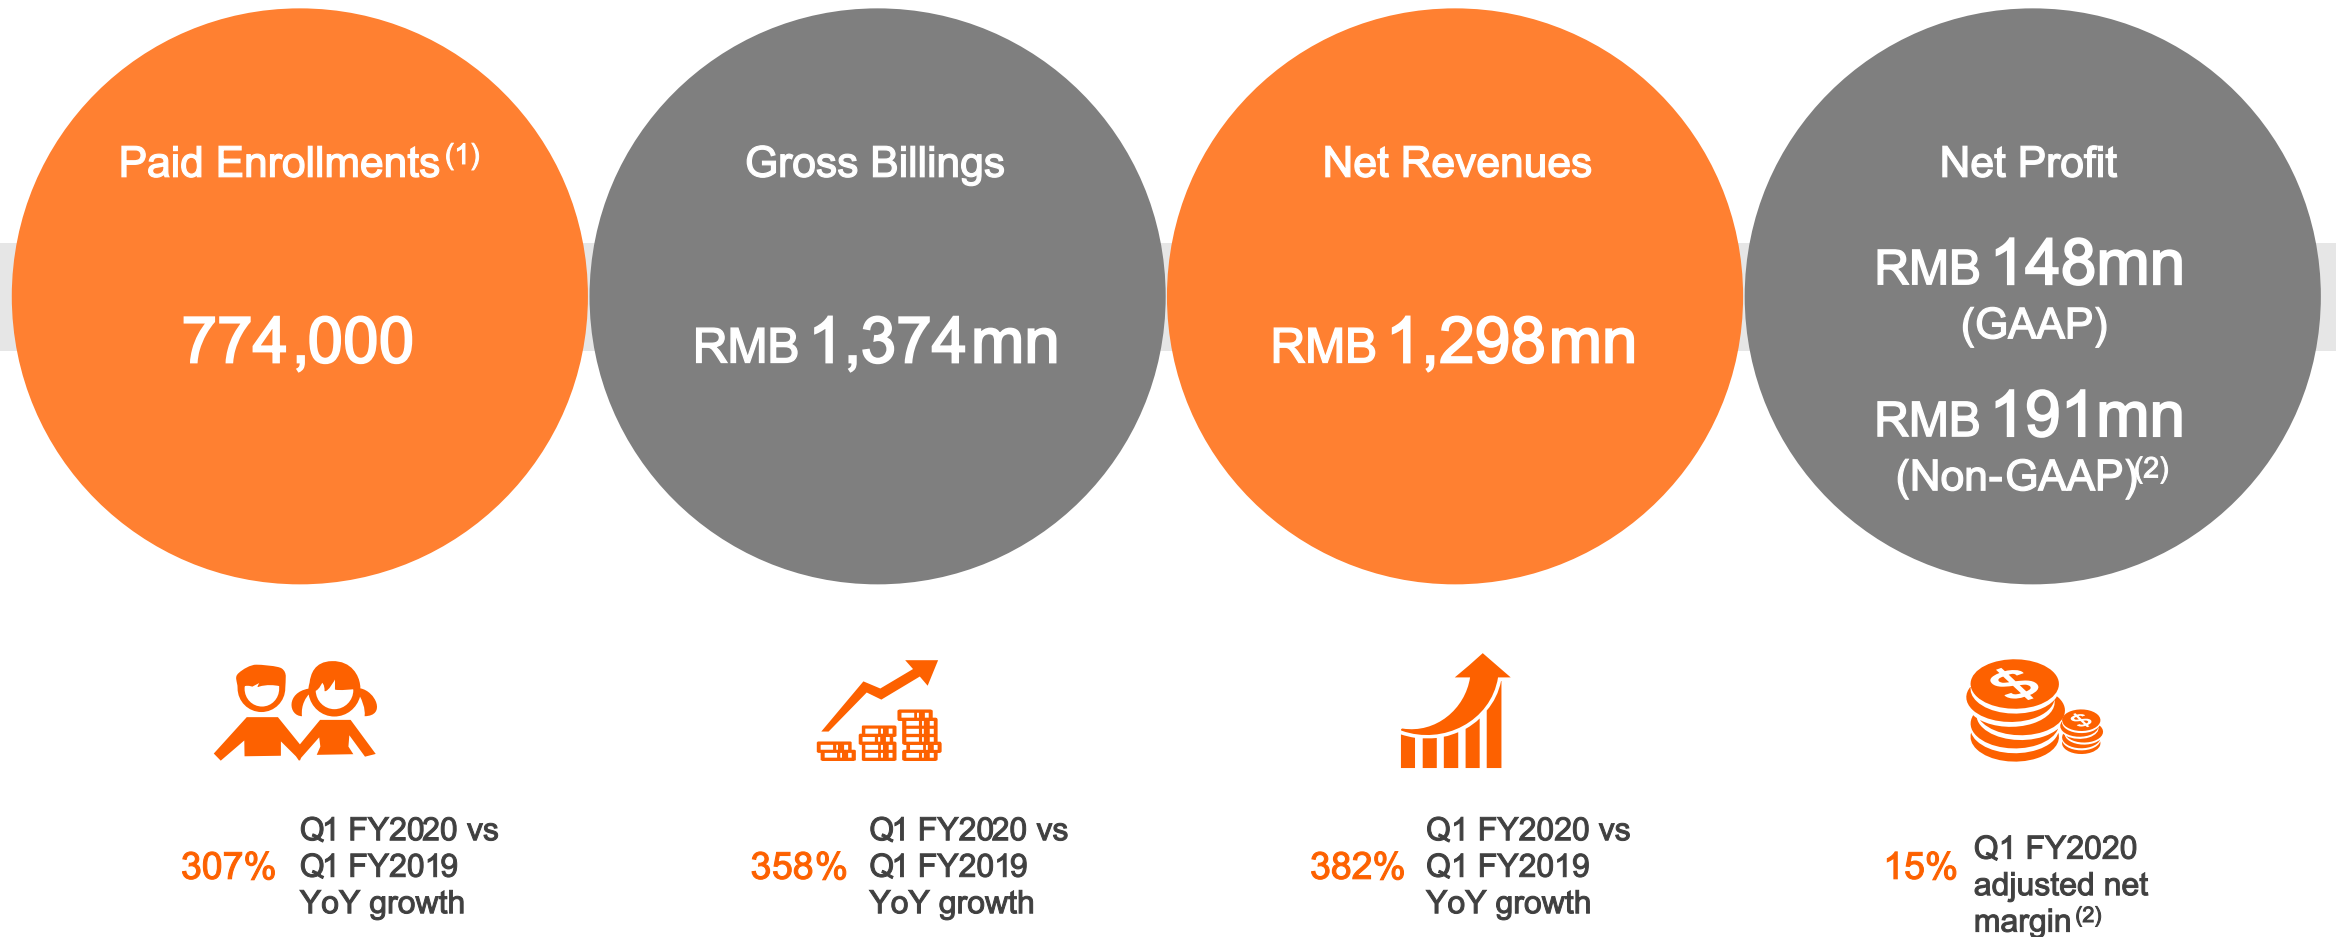 Paid Enrollments(1)
774,000
Gross Billings
RMB 1,374mn
Net Revenues
RMB 1,298mn
Net Profit
RMB 148mn
(GAAP)
RMB 191mn
(Non-GAAP)(2)
307%
Q1 FY2020 vs
Q1 FY2019
YoY growth
358%
Q1 FY2020 vs
Q1 FY2019
YoY growth
382%
Q1 FY2020 vs
Q1 FY2019
YoY growth
15%
Q1 FY2020
adjusted net
margin(2)